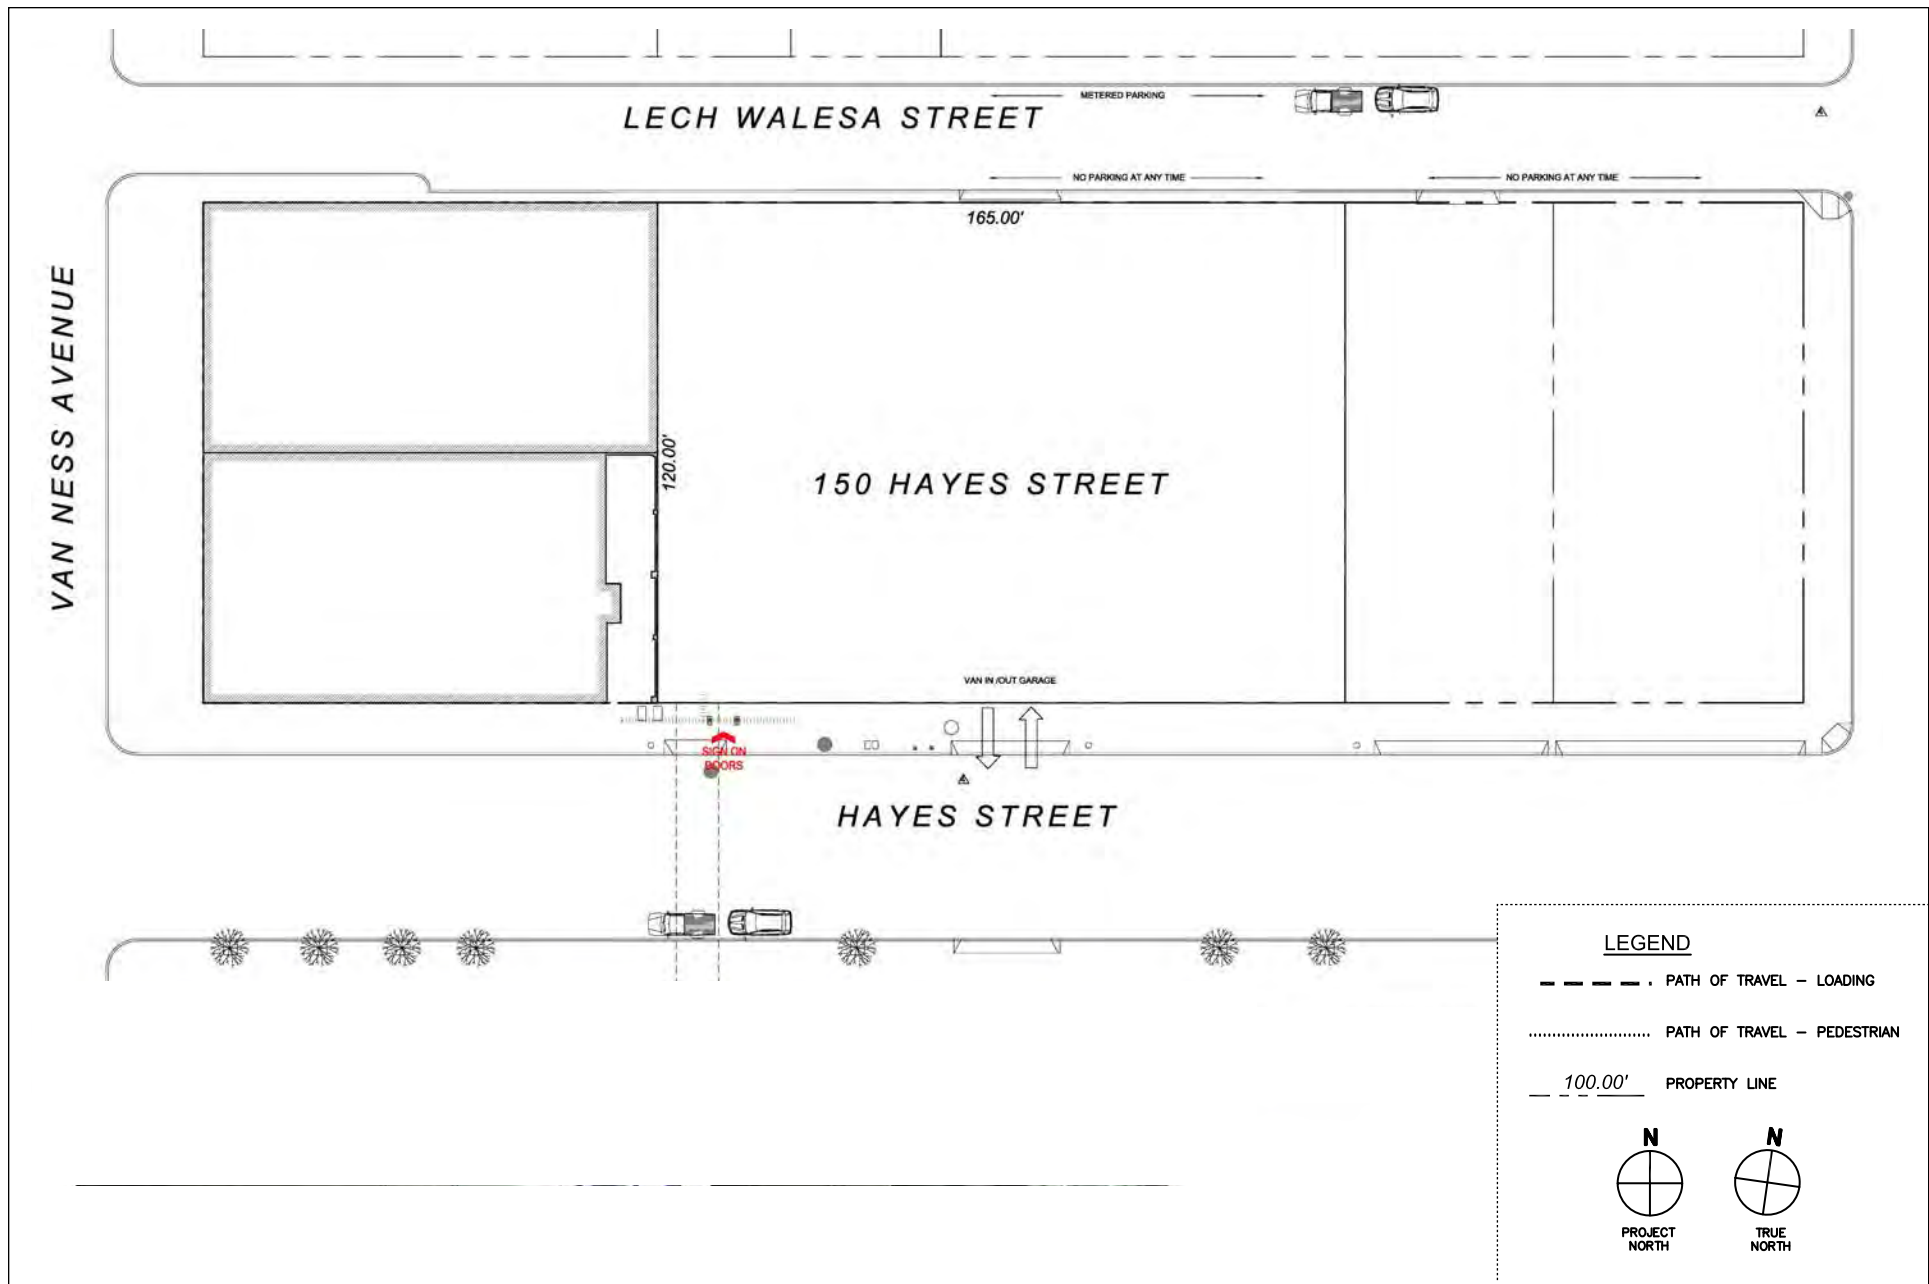 METERED PARKING
LECH WALESA STREET
NO PARKING AT ANY TIME
NO PARKING AT ANY TIME
165.00'
VAN NESS AVENUE
120.00'
150 HAYES STREET
VAN IN /OUT GARAGE
SIGN ON
DOORS
HAYES STREET
LEGEND
PATH OF TRAVEL – LOADING
PATH OF TRAVEL – PEDESTRIAN
100.00' PROPERTY LINE
N
N
PROJECT
NORTH
TRUE
NORTH